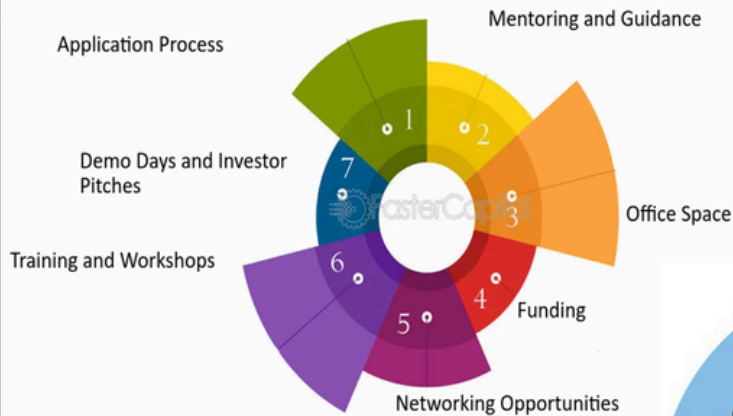 Mentoring and Guidance
Application Process
1
2
7
Demo Days and Investor
Pitches
FasterCapital
3
Office Space
Training and Workshops
6
4
Funding
5
Networking Opportunities